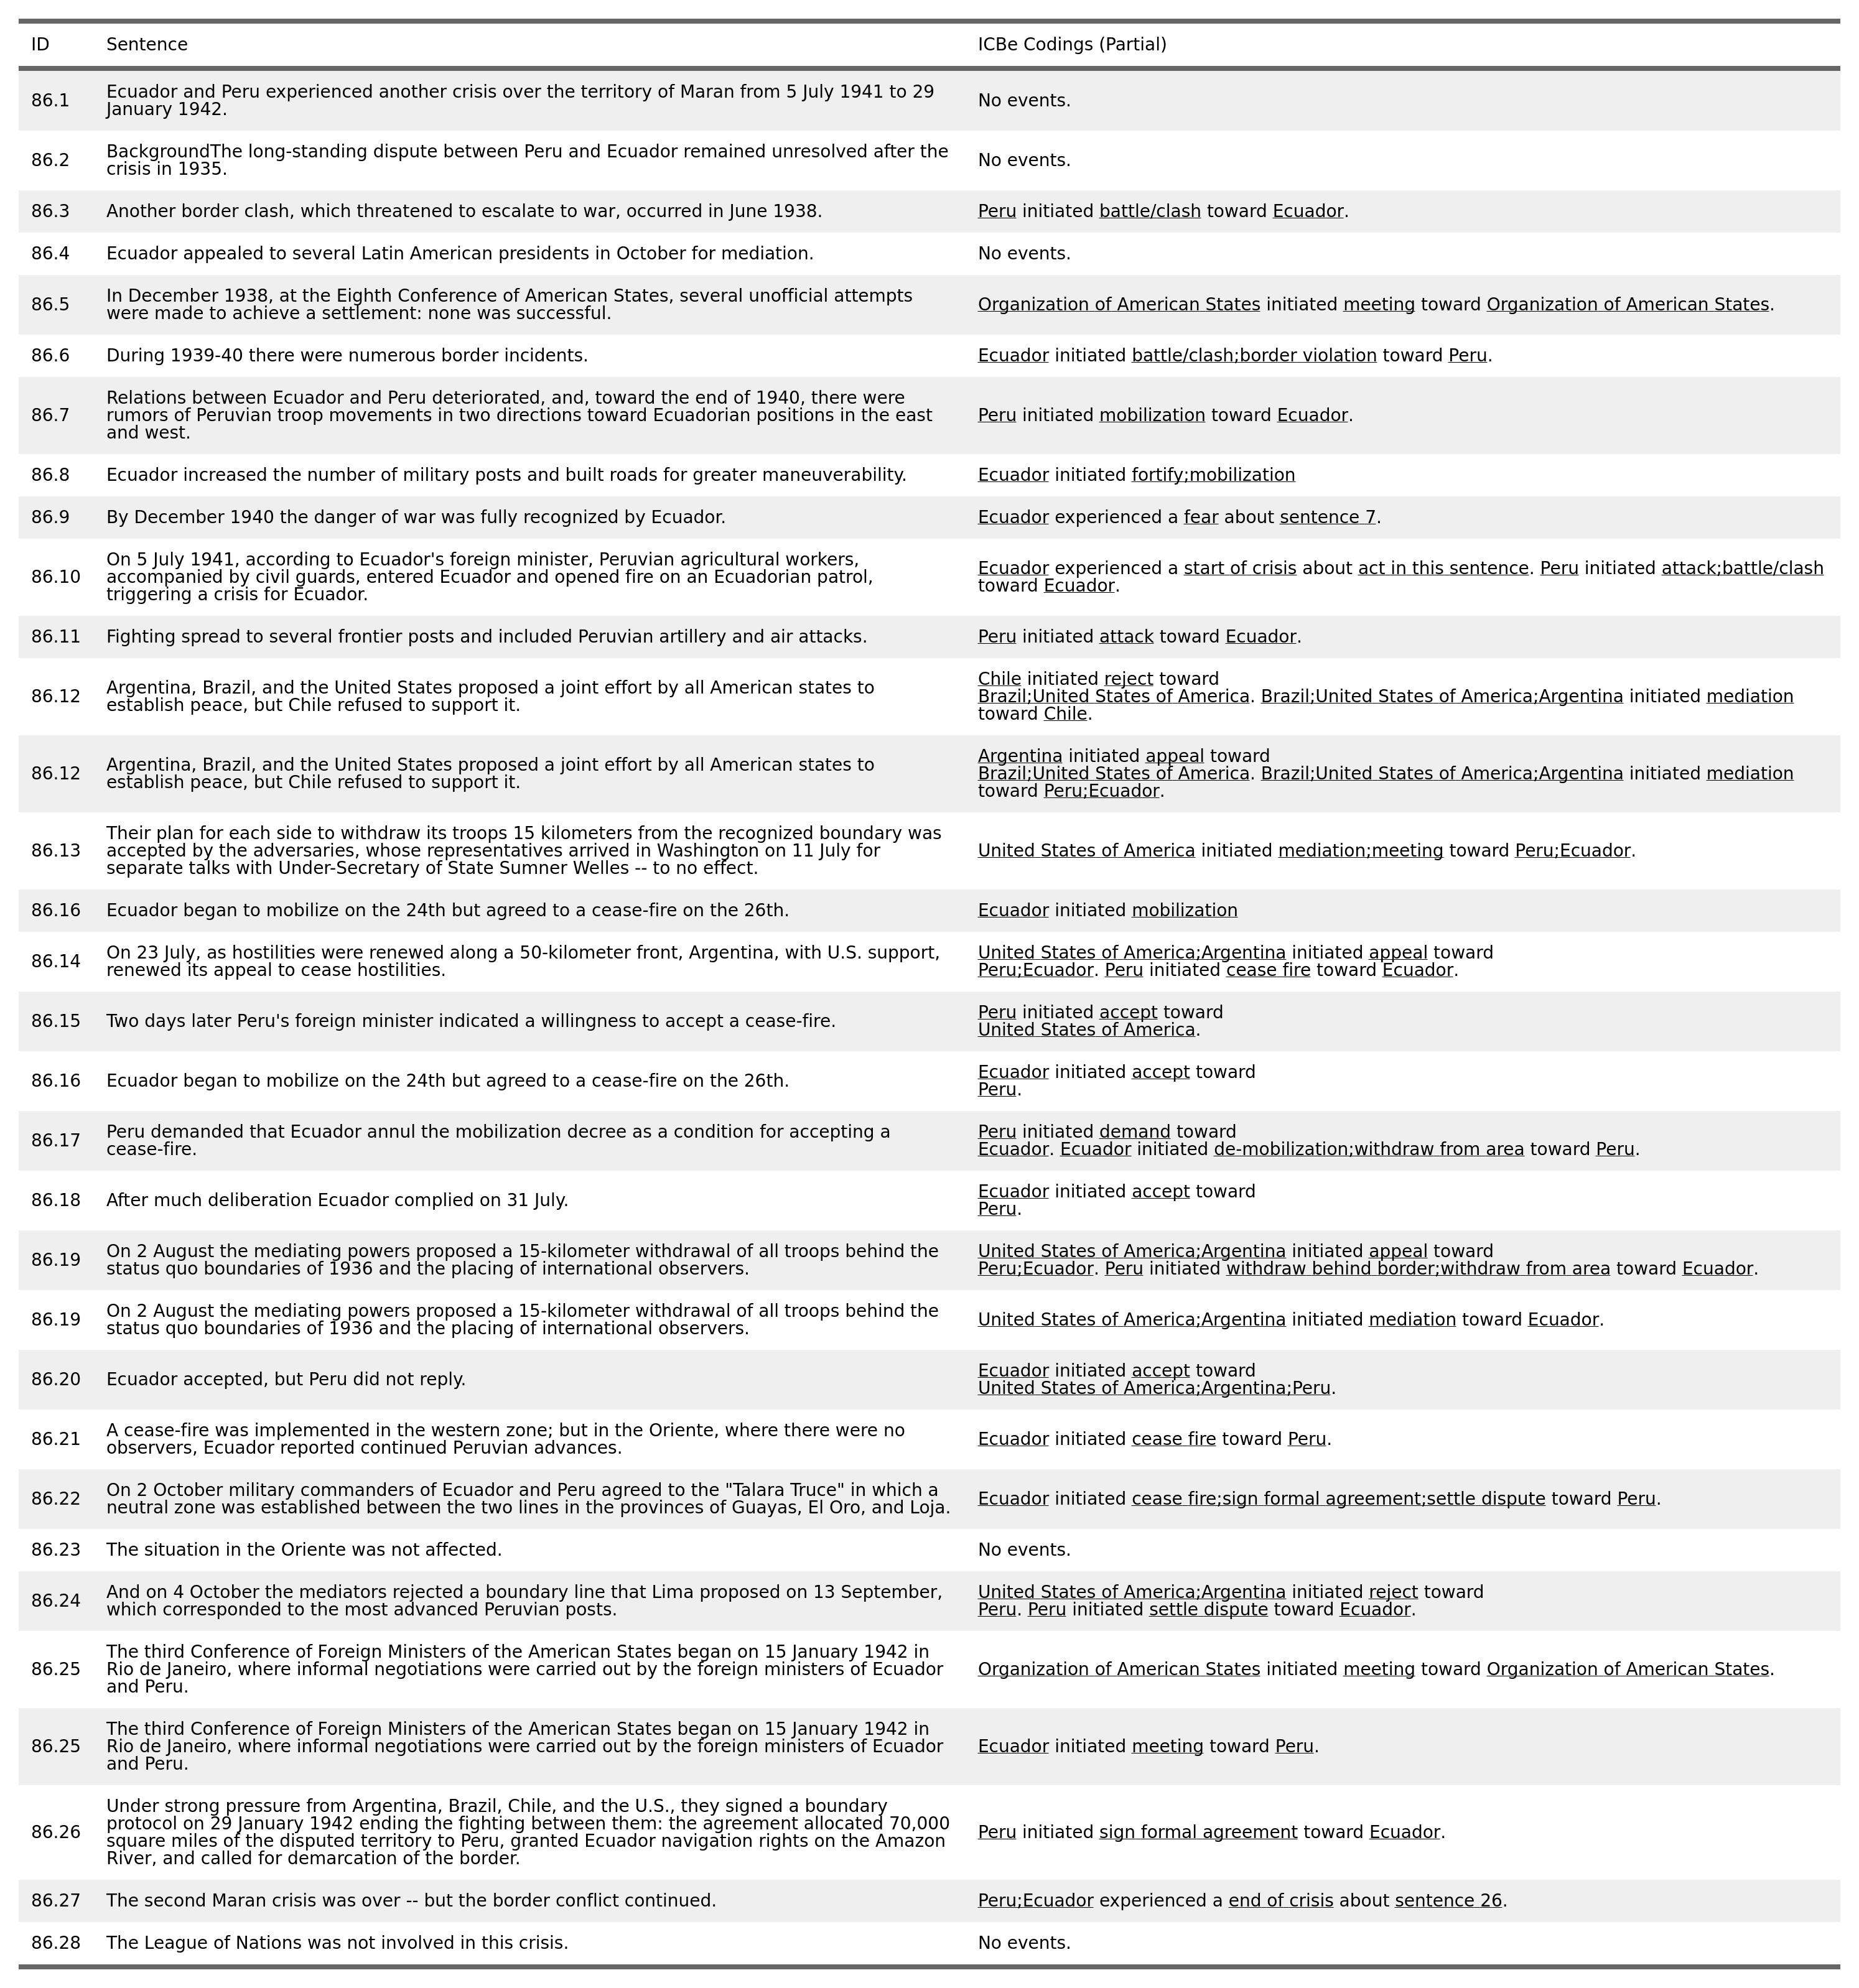 ID Sentence ICBe Codings (Partial)
86.1 Ecuador and Peru experienced another crisis over the territory of Maran from 5 July 1941 to 29
January 1942. No events.
86.2 BackgroundThe long-standing dispute between Peru and Ecuador remained unresolved after the
crisis in 1935. No events.
86.3 Another border clash, which threatened to escalate to war, occurred in June 1938. Peru initiated battle/clash toward Ecuador.
86.4 Ecuador appealed to several Latin American presidents in October for mediation. No events.
86.5 In December 1938, at the Eighth Conference of American States, several unofficial attempts
were made to achieve a settlement: none was successful. Organization of American States initiated meeting toward Organization of American States.
86.6 During 1939-40 there were numerous border incidents. Ecuador initiated battle/clash;border violation toward Peru.
86.7 Relations between Ecuador and Peru deteriorated, and, toward the end of 1940, there were
rumors of Peruvian troop movements in two directions toward Ecuadorian positions in the east
and west. Peru initiated mobilization toward Ecuador.
86.8 Ecuador increased the number of military posts and built roads for greater maneuverability. Ecuador initiated fortify;mobilization
86.9 By December 1940 the danger of war was fully recognized by Ecuador. Ecuador experienced a fear about sentence 7.
86.10 On 5 July 1941, according to Ecuador's foreign minister, Peruvian agricultural workers,
accompanied by civil guards, entered Ecuador and opened fire on an Ecuadorian patrol,
triggering a crisis for Ecuador. Ecuador experienced a start of crisis about act in this sentence. Peru initiated attack;battle/clash
toward Ecuador.
86.11 Fighting spread to several frontier posts and included Peruvian artillery and air attacks. Peru initiated attack toward Ecuador.
86.12 Argentina, Brazil, and the United States proposed a joint effort by all American states to
establish peace, but Chile refused to support it. Chile initiated reject toward
Brazil;United States of America. Brazil;United States of America;Argentina initiated mediation
toward Chile.
86.12 Argentina, Brazil, and the United States proposed a joint effort by all American states to
establish peace, but Chile refused to support it. Argentina initiated appeal toward
Brazil;United States of America. Brazil;United States of America;Argentina initiated mediation
toward Peru;Ecuador.
86.13 Their plan for each side to withdraw its troops 15 kilometers from the recognized boundary was
accepted by the adversaries, whose representatives arrived in Washington on 11 July for
separate talks with Under-Secretary of State Sumner Welles -- to no effect. United States of America initiated mediation;meeting toward Peru;Ecuador.
86.16 Ecuador began to mobilize on the 24th but agreed to a cease-fire on the 26th. Ecuador initiated mobilization
86.14 On 23 July, as hostilities were renewed along a 50-kilometer front, Argentina, with U.S. support,
renewed its appeal to cease hostilities. United States of America;Argentina initiated appeal toward
Peru;Ecuador. Peru initiated cease fire toward Ecuador.
86.15 Two days later Peru's foreign minister indicated a willingness to accept a cease-fire. Peru initiated accept toward
United States of America.
86.16 Ecuador began to mobilize on the 24th but agreed to a cease-fire on the 26th. Ecuador initiated accept toward
Peru.
86.17 Peru demanded that Ecuador annul the mobilization decree as a condition for accepting a
cease-fire. Peru initiated demand toward
Ecuador. Ecuador initiated de-mobilization;withdraw from area toward Peru.
86.18 After much deliberation Ecuador complied on 31 July. Ecuador initiated accept toward
Peru.
86.19 On 2 August the mediating powers proposed a 15-kilometer withdrawal of all troops behind the
status quo boundaries of 1936 and the placing of international observers. United States of America;Argentina initiated appeal toward
Peru;Ecuador. Peru initiated withdraw behind border;withdraw from area toward Ecuador.
86.19 On 2 August the mediating powers proposed a 15-kilometer withdrawal of all troops behind the
status quo boundaries of 1936 and the placing of international observers. United States of America;Argentina initiated mediation toward Ecuador.
86.20 Ecuador accepted, but Peru did not reply. Ecuador initiated accept toward
United States of America;Argentina;Peru.
86.21 A cease-fire was implemented in the western zone; but in the Oriente, where there were no
observers, Ecuador reported continued Peruvian advances. Ecuador initiated cease fire toward Peru.
86.22 On 2 October military commanders of Ecuador and Peru agreed to the "Talara Truce" in which a
neutral zone was established between the two lines in the provinces of Guayas, El Oro, and Loja. Ecuador initiated cease fire;sign formal agreement;settle dispute toward Peru.
86.23 The situation in the Oriente was not affected. No events.
86.24 And on 4 October the mediators rejected a boundary line that Lima proposed on 13 September,
which corresponded to the most advanced Peruvian posts. United States of America;Argentina initiated reject toward
Peru. Peru initiated settle dispute toward Ecuador.
86.25 The third Conference of Foreign Ministers of the American States began on 15 January 1942 in
Rio de Janeiro, where informal negotiations were carried out by the foreign ministers of Ecuador
and Peru. Organization of American States initiated meeting toward Organization of American States.
86.25 The third Conference of Foreign Ministers of the American States began on 15 January 1942 in
Rio de Janeiro, where informal negotiations were carried out by the foreign ministers of Ecuador
and Peru. Ecuador initiated meeting toward Peru.
86.26 Under strong pressure from Argentina, Brazil, Chile, and the U.S., they signed a boundary
protocol on 29 January 1942 ending the fighting between them: the agreement allocated 70,000
square miles of the disputed territory to Peru, granted Ecuador navigation rights on the Amazon
River, and called for demarcation of the border. Peru initiated sign formal agreement toward Ecuador.
86.27 The second Maran crisis was over -- but the border conflict continued. Peru;Ecuador experienced a end of crisis about sentence 26.
86.28 The League of Nations was not involved in this crisis. No events.